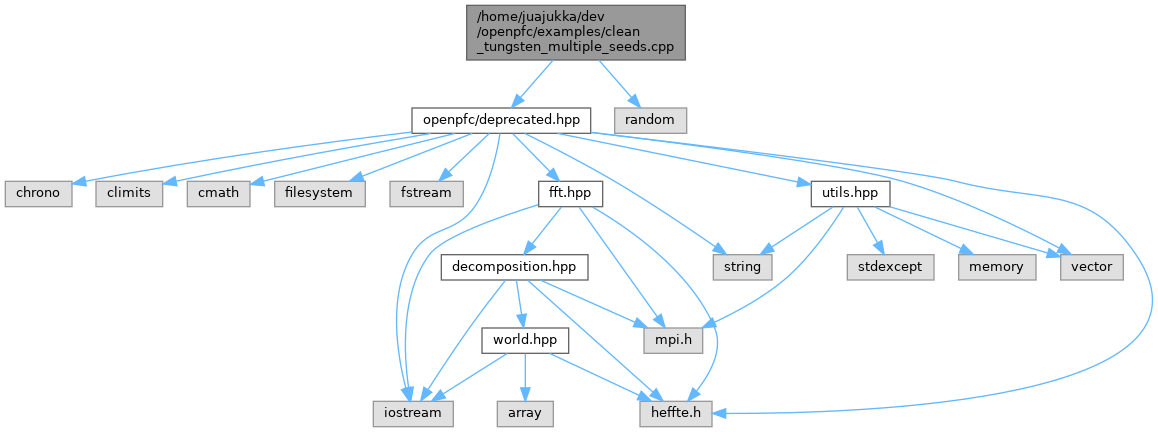 /home/juajukka/dev
/openpfc/examples/clean
_tungsten_multiple_seeds.cpp
openpfc/deprecated.hpp
random
chrono
climits
cmath
filesystem
fstream
fft.hpp
utils.hpp
decomposition.hpp
string
stdexcept
memory
vector
world.hpp
mpi.h
iostream
array
heffte.h